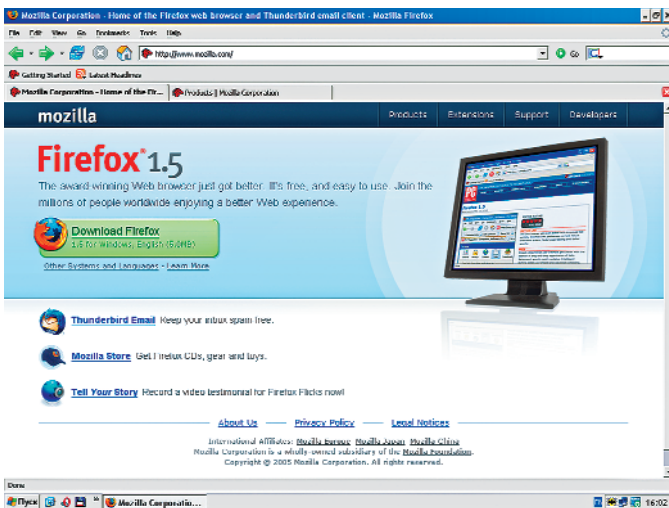 Mozilla Corporation - Home of the Firefox web browser and Thunderbird email client - Mozilla Firefox
File Edit View Go Bookmarks Tools Help
http://www.mozilla.com/ Go
Getting Started Latest Headlines
Mozilla Corporation - Home of the Fir... Products || Mozilla Corporation
mozilla Products Extensions Support Developers
Firefox® 1.5
The award-winning Web browser just got better. It's free, and easy to use. Join the
millions of people worldwide enjoying a better Web experience.
Download Firefox
1.5 for Windows, English (5.0MB)
Other Systems and Languages - Learn More
Thunderbird Email Keep your inbox spam free.
Mozilla Store Get Firefox CDs, gear and toys.
Tell Your Story Record a video testimonial for Firefox Flicks now!
About Us Privacy Policy Legal Notices
International Affiliates: Mozilla Europe Mozilla Japan Mozilla China
Mozilla Corporation is a wholly-owned subsidiary of the Mozilla Foundation.
Copyright © 2005 Mozilla Corporation. All rights reserved.
Done
Пуск » Mozilla Corporatio... 16:02